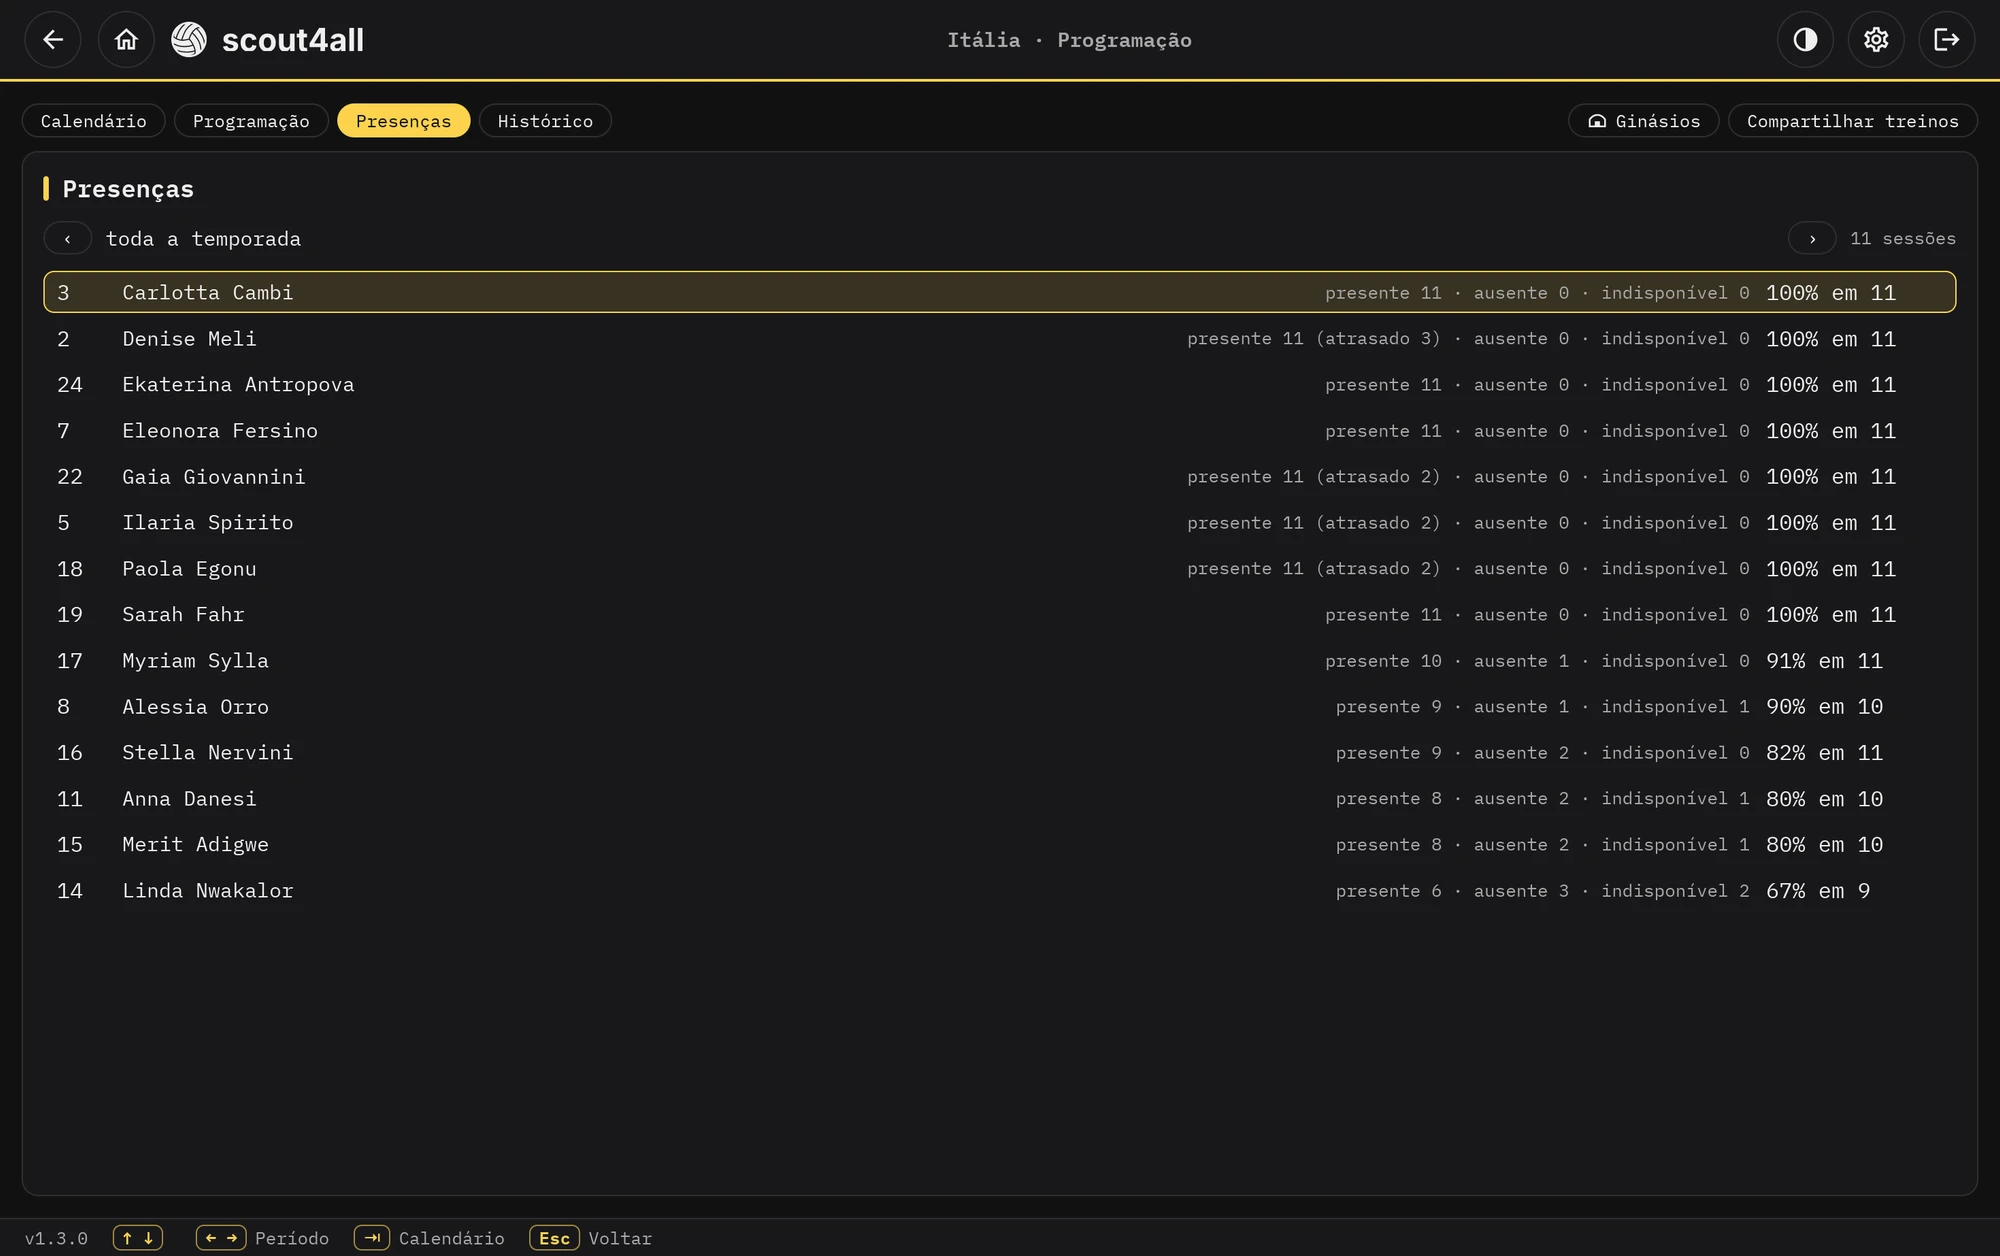 scout4all
Itália · Programação
Calendário
Programação
Presenças
Histórico
Ginásios
Compartilhar treinos
Presenças
‹ toda a temporada › 11 sessões
3 Carlotta Cambi presente 11 · ausente 0 · indisponível 0 100% em 11
2 Denise Meli presente 11 (atrasado 3) · ausente 0 · indisponível 0 100% em 11
24 Ekaterina Antropova presente 11 · ausente 0 · indisponível 0 100% em 11
7 Eleonora Fersino presente 11 · ausente 0 · indisponível 0 100% em 11
22 Gaia Giovannini presente 11 (atrasado 2) · ausente 0 · indisponível 0 100% em 11
5 Ilaria Spirito presente 11 (atrasado 2) · ausente 0 · indisponível 0 100% em 11
18 Paola Egonu presente 11 (atrasado 2) · ausente 0 · indisponível 0 100% em 11
19 Sarah Fahr presente 11 · ausente 0 · indisponível 0 100% em 11
17 Myriam Sylla presente 10 · ausente 1 · indisponível 0 91% em 11
8 Alessia Orro presente 9 · ausente 1 · indisponível 1 90% em 10
16 Stella Nervini presente 9 · ausente 2 · indisponível 0 82% em 11
11 Anna Danesi presente 8 · ausente 2 · indisponível 1 80% em 10
15 Merit Adigwe presente 8 · ausente 2 · indisponível 1 80% em 10
14 Linda Nwakalor presente 6 · ausente 3 · indisponível 2 67% em 9
v1.3.0 ↑ ↓ ← → Período ⇥ Calendário Esc Voltar